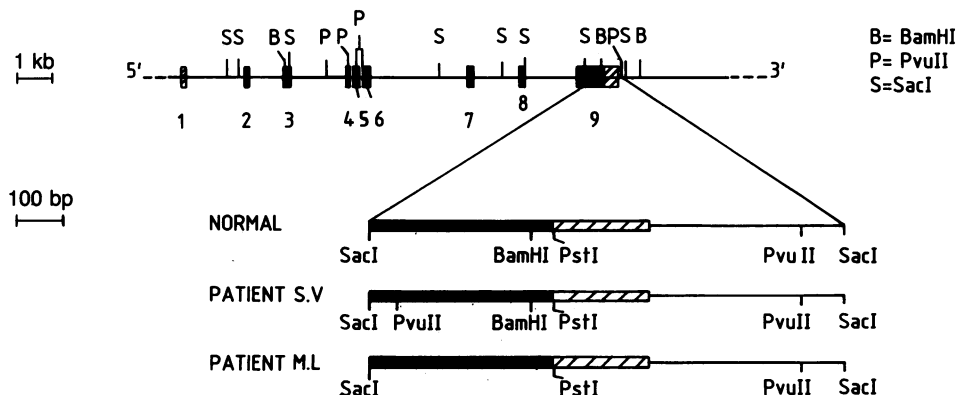 P
S S B S P P S S S S B P S B
B= BamHI
P= PvuII
S=SacI
1 kb
5' 3'
1 2 3 4 5 6 7 8 9
100 bp
NORMAL
SacI BamHI PstI Pvu II SacI
PATIENT S.V
SacI PvuII BamHI PstI PvuII SacI
PATIENT M.L
SacI PstI PvuII SacI